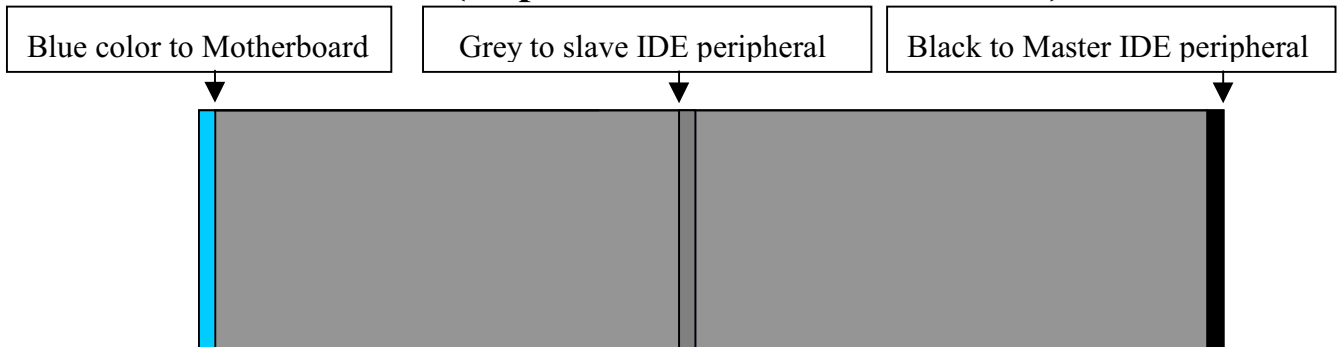 Blue color to Motherboard
Grey to slave IDE peripheral
Black to Master IDE peripheral